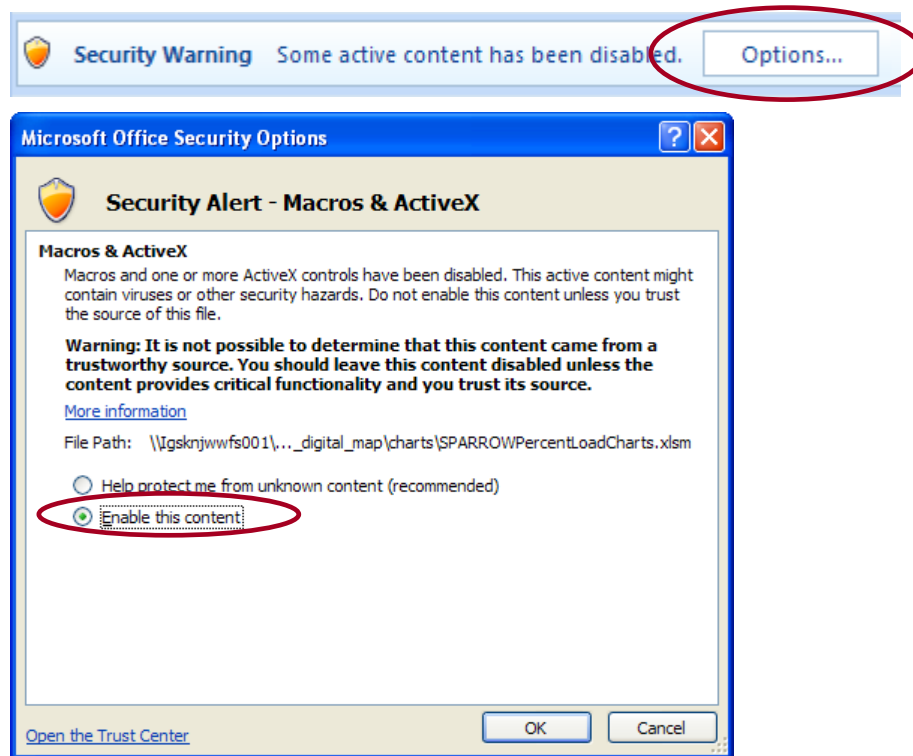 Security Warning Some active content has been disabled. Options...
Microsoft Office Security Options
Security Alert - Macros & ActiveX
Macros & ActiveX
Macros and one or more ActiveX controls have been disabled. This active content might
contain viruses or other security hazards. Do not enable this content unless you trust
the source of this file.
Warning: It is not possible to determine that this content came from a
trustworthy source. You should leave this content disabled unless the
content provides critical functionality and you trust its source.
More information
File Path: \\Igsknjwwfs001\..._digital_map\charts\SPARROWPercentLoadCharts.xlsm
Help protect me from unknown content (recommended)
Enable this content
Open the Trust Center OK Cancel